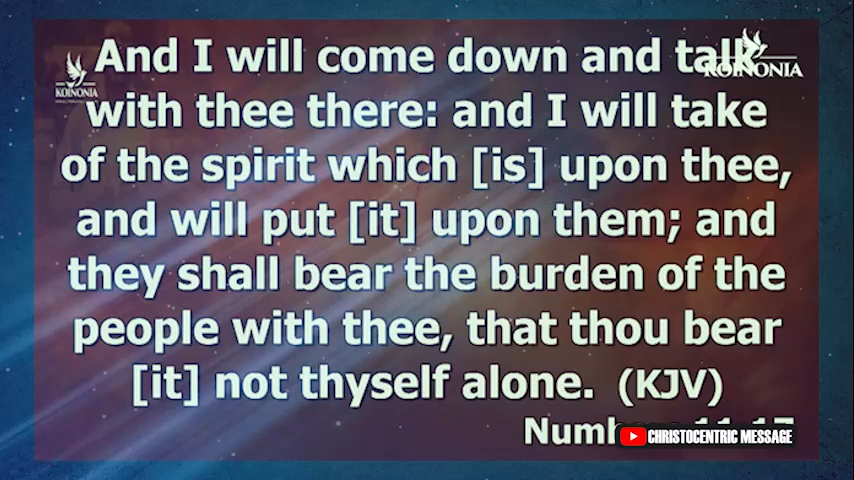 And I will come down and talk
KOINONIA
KOINONIA
with thee there: and I will take
of the spirit which [is] upon thee,
and will put [it] upon them; and
they shall bear the burden of the
people with thee, that thou bear
[it] not thyself alone. (KJV)
11:17
CHRISTOCENTRIC MESSAGE